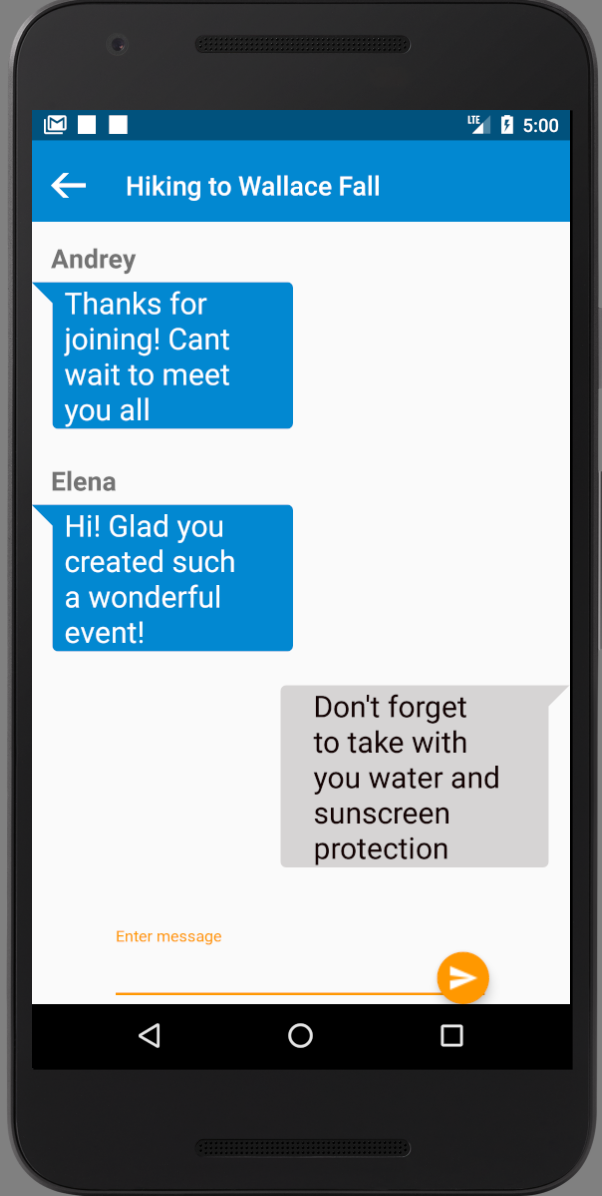 LTE 5:00
Hiking to Wallace Fall
Andrey
Thanks for
joining! Cant
wait to meet
you all
Elena
Hi! Glad you
created such
a wonderful
event!
Don't forget
to take with
you water and
sunscreen
protection
Enter message